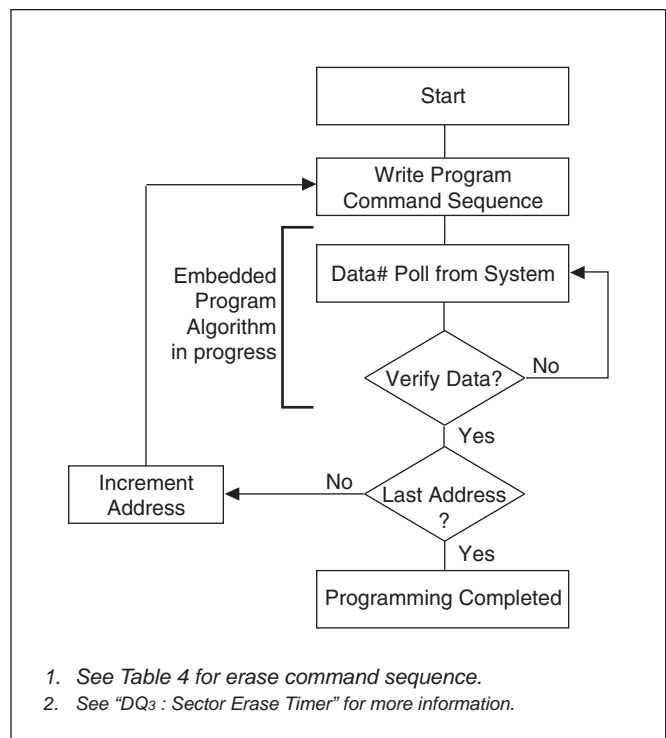 Start
Write Program
Command Sequence
Embedded
Program
Algorithm
in progress
Data# Poll from System
Verify Data?
No
Yes
Increment
Address
No
Last Address
?
Yes
Programming Completed
1. See Table 4 for erase command sequence.
2. See “DQ3 : Sector Erase Timer” for more information.